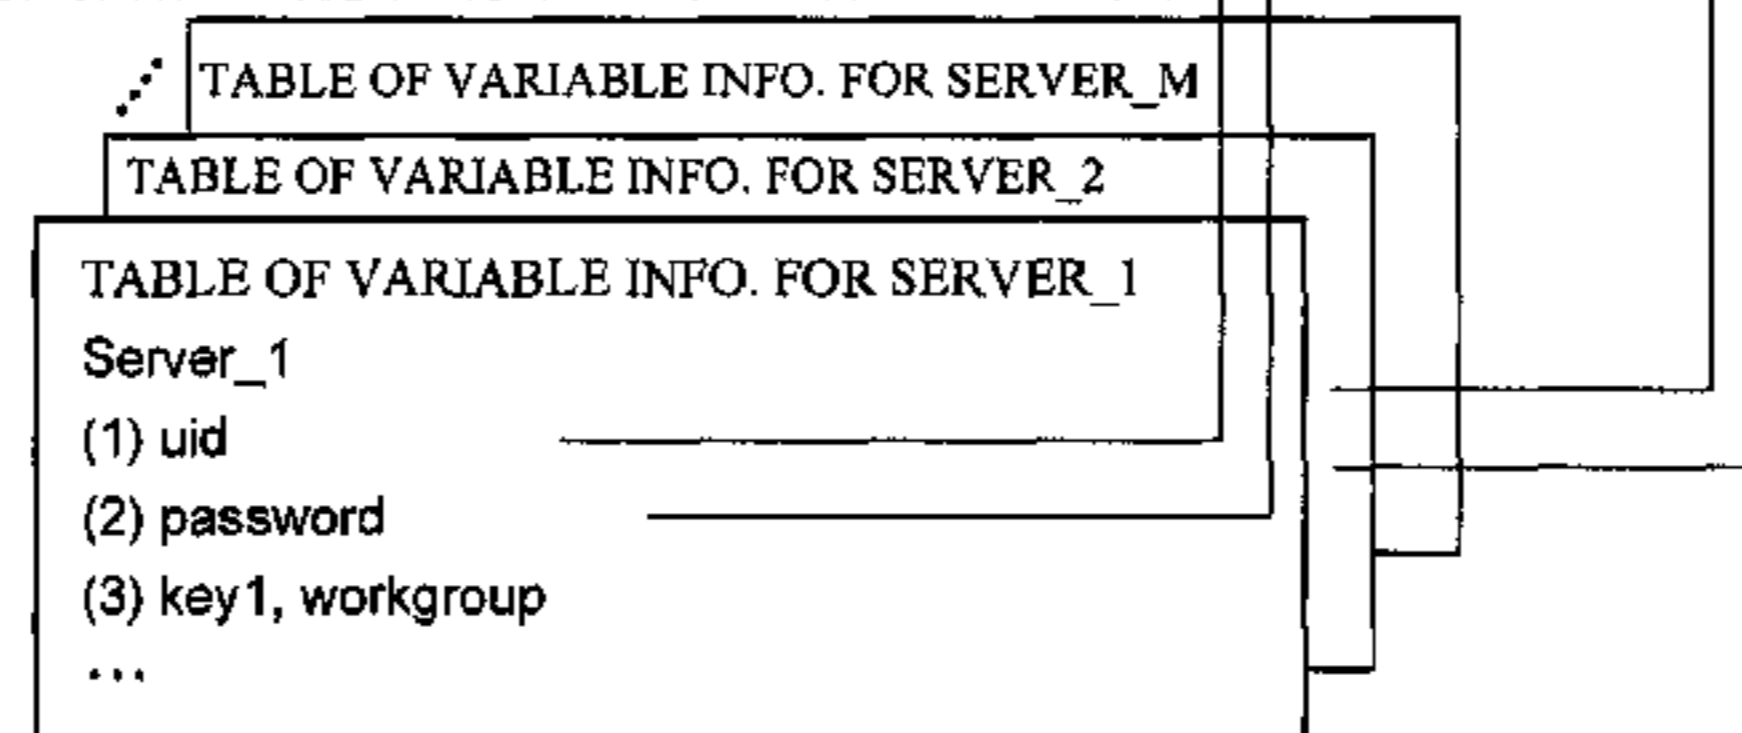 TABLE OF VARIABLE INFO. FOR SERVER_M
TABLE OF VARIABLE INFO. FOR SERVER_2
TABLE OF VARIABLE INFO. FOR SERVER_1
Server_1
(1) uid
(2) password
(3) key1, workgroup
...